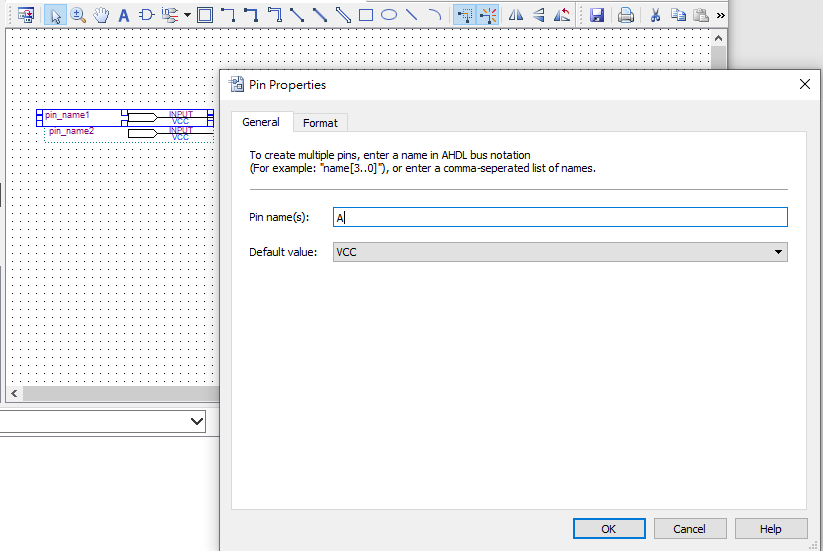 A
»
pin_name1
INPUT
VCC
pin_name2
INPUT
VCC
Pin Properties
General
Format
To create multiple pins, enter a name in AHDL bus notation
(For example: "name[3..0]"), or enter a comma-seperated list of names.
Pin name(s):
A
Default value:
VCC
OK
Cancel
Help